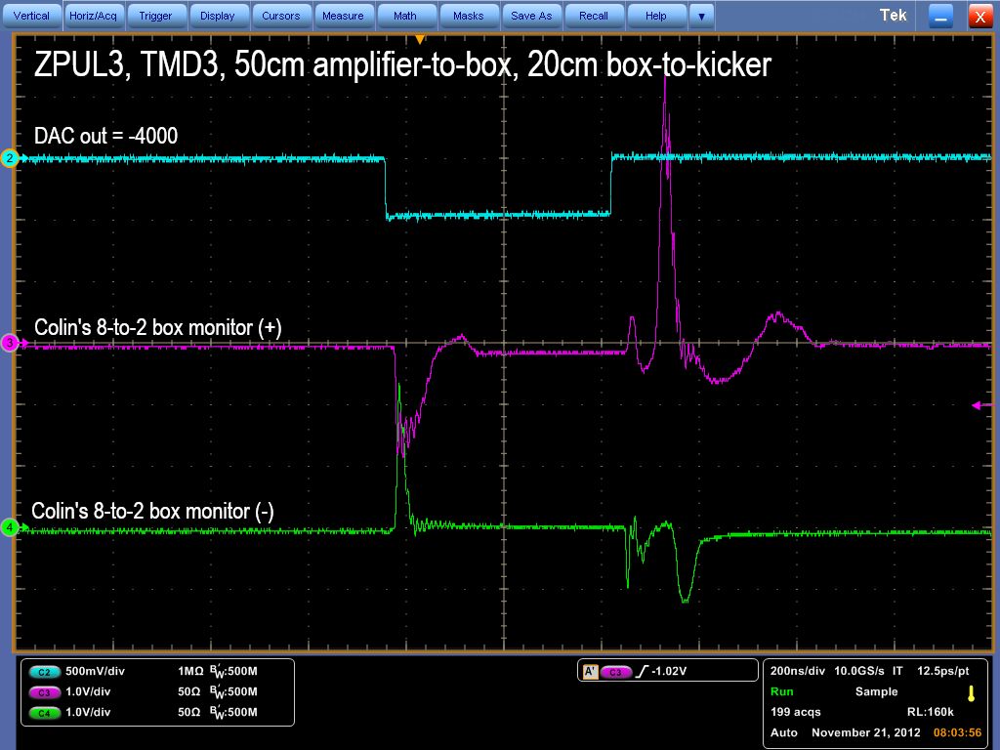 Vertical Horiz/Acq Trigger Display Cursors Measure Math Masks Save As Recall Help Tek X
ZPUL3, TMD3, 50cm amplifier-to-box, 20cm box-to-kicker
DAC out = -4000
2
Colin's 8-to-2 box monitor (+)
3
Colin's 8-to-2 box monitor (-)
4
C2 500mV/div 1MΩ BW:500M
C3 1.0V/div 50Ω BW:500M
C4 1.0V/div 50Ω BW:500M
A' C3 -1.02V
200ns/div 10.0GS/s IT 12.5ps/pt
Run Sample
199 acqs RL:160k
Auto November 21, 2012 08:03:56